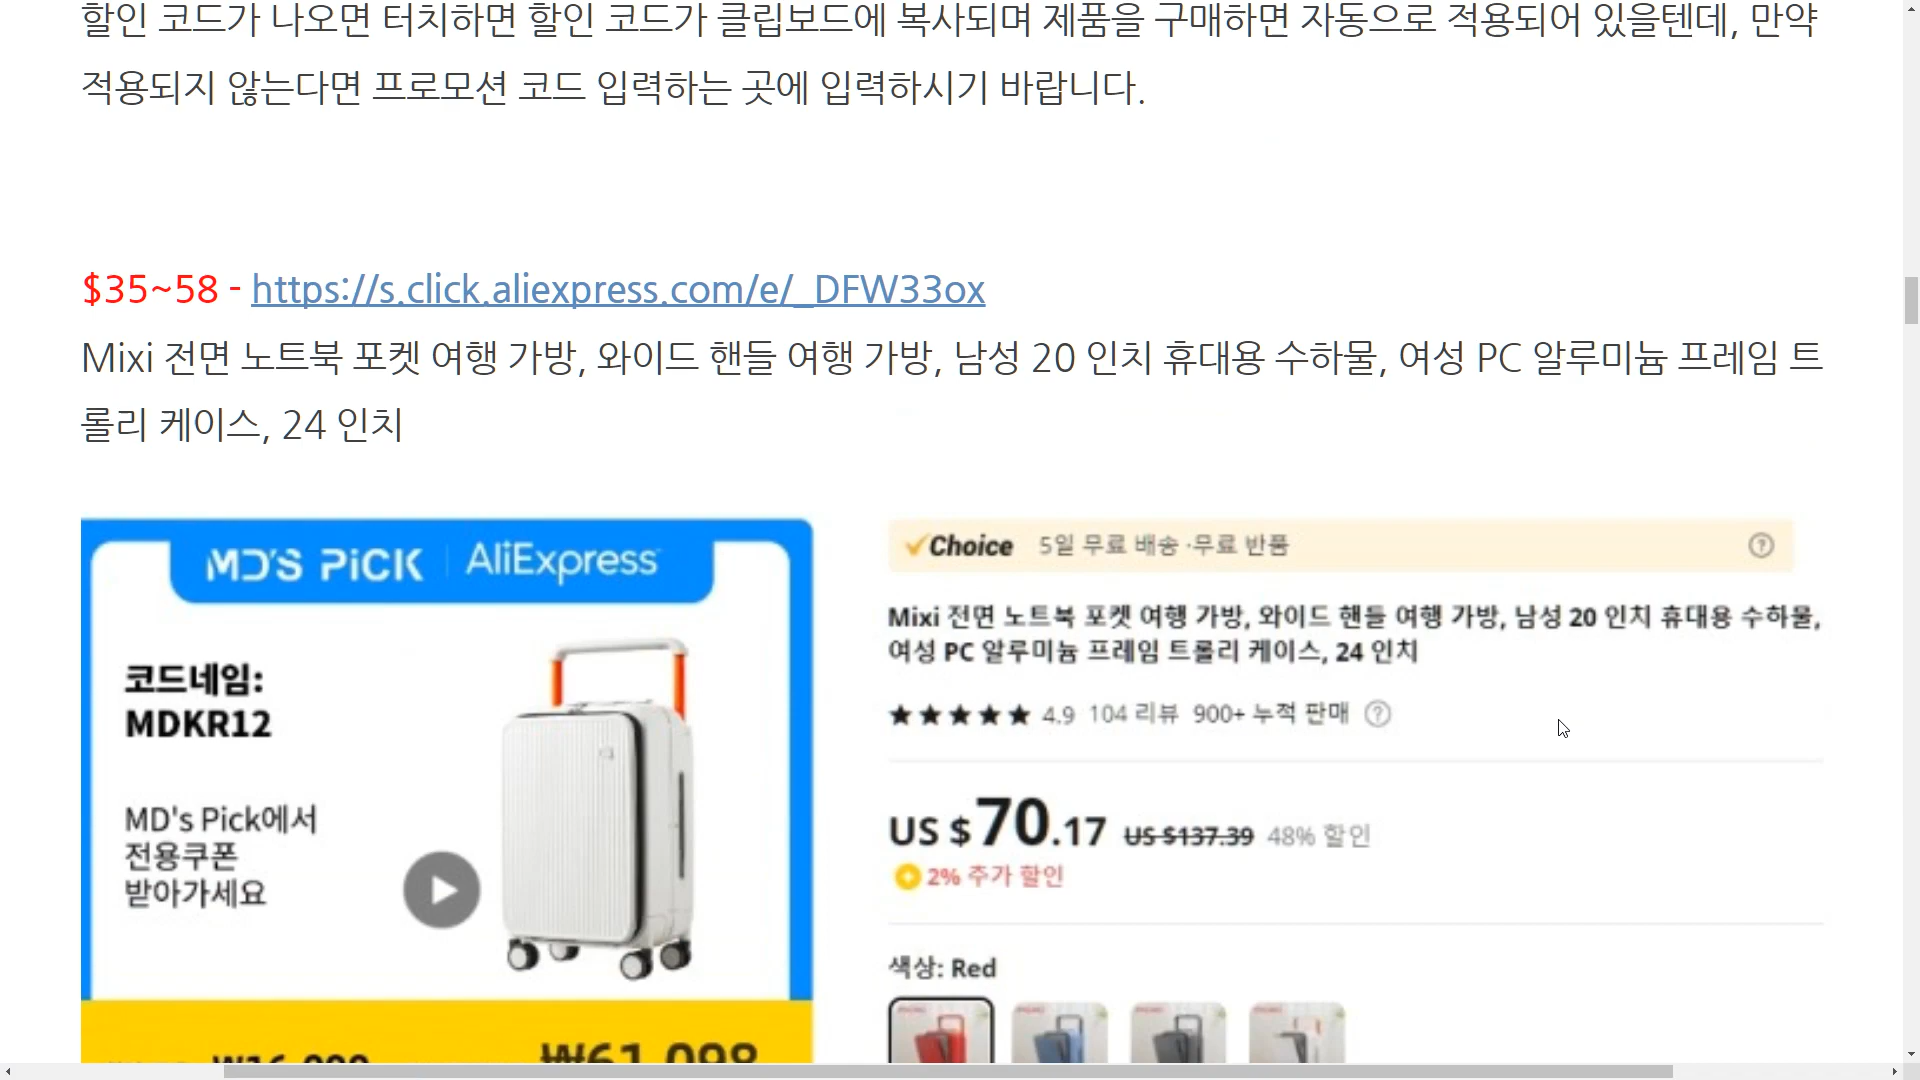 할인 코드가 나오면 터치하면 할인 코드가 클립보드에 복사되며 제품을 구매하면 자동으로 적용되어 있을텐데, 만약
적용되지 않는다면 프로모션 코드 입력하는 곳에 입력하시기 바랍니다.
$35~58 - https://s.click.aliexpress.com/e/_DFW33ox
Mixi 전면 노트북 포켓 여행 가방, 와이드 핸들 여행 가방, 남성 20 인치 휴대용 수하물, 여성 PC 알루미늄 프레임 트
롤리 케이스, 24 인치
MD'S PiCK | AliExpress
코드네임:
MDKR12
MD's Pick에서
전용쿠폰
받아가세요
₩61,098
Choice 5일 무료 배송 ·무료 반품
Mixi 전면 노트북 포켓 여행 가방, 와이드 핸들 여행 가방, 남성 20 인치 휴대용 수하물,
여성 PC 알루미늄 프레임 트롤리 케이스, 24 인치
4.9 104 리뷰 900+ 누적 판매
US $70.17 US $137.39 48% 할인
2% 추가 할인
색상: Red